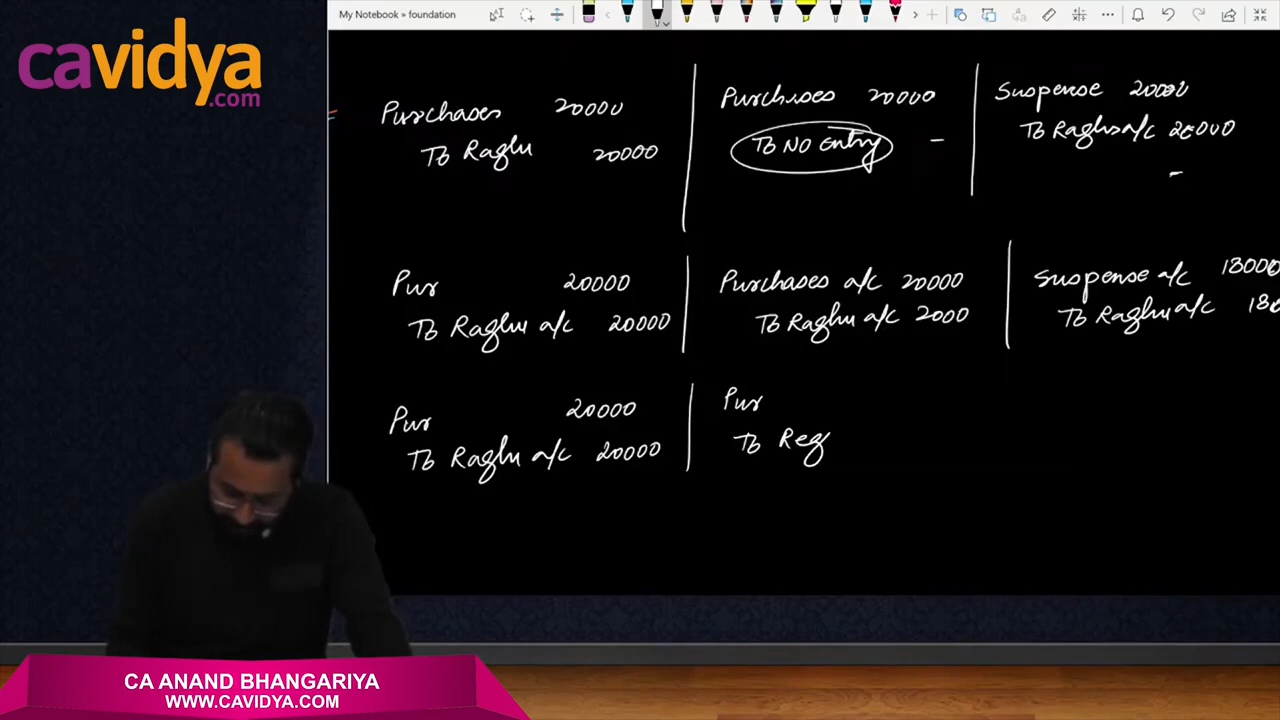 cavidya
.com
My Notebook » foundation
Purchases 20000
To Raghu 20000
Purchases 20000
To No Entry -
Suspense 20000
To Raghu a/c 20000
Pur 20000
To Raghu a/c 20000
Purchases a/c 20000
To Raghu a/c 2000
Suspense a/c 18000
To Raghu a/c 180
Pur 20000
To Raghu a/c 20000
Pur
To Reg
CA ANAND BHANGARIYA
WWW.CAVIDYA.COM